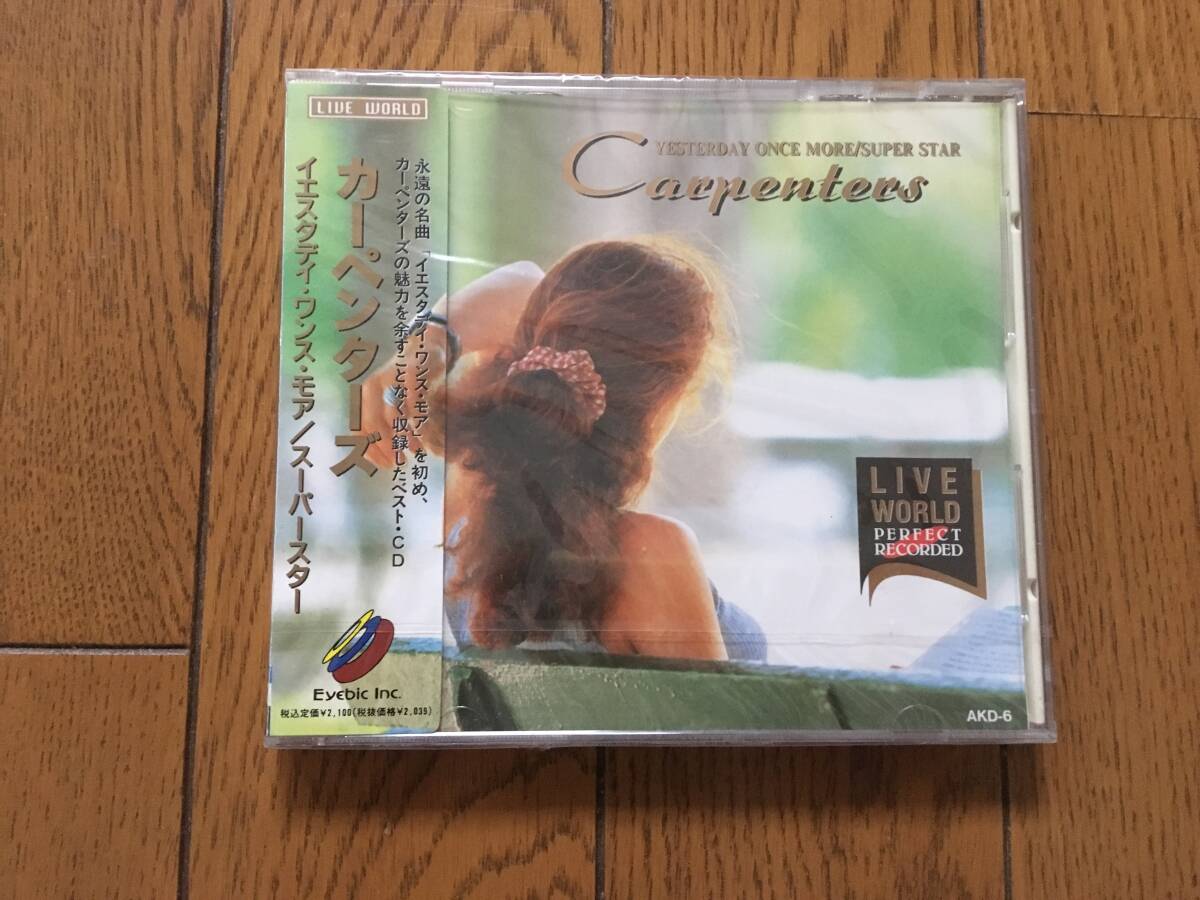 LIVE WORLD
カーペンターズ
イエスタデイ・ワンス・モア/スーパースター
永遠の名曲「イエスタデイ・ワンス・モア」を初め、
カーペンターズの魅力を余すことなく収録したベスト・CD
Eyebic Inc.
税込定価¥2,100(税抜価格¥2,039)
YESTERDAY ONCE MORE/SUPER STAR
Carpenters
LIVE
WORLD
PERFECT
RECORDED
AKD-6